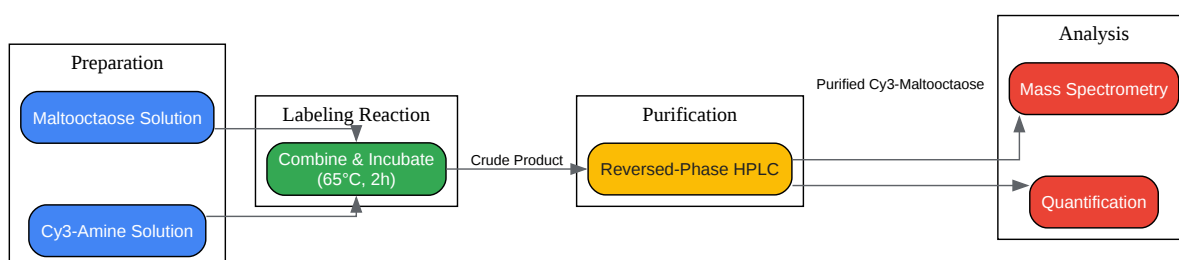 Preparation
Maltooctaose Solution
Cy3-Amine Solution
Labeling Reaction
Combine & Incubate
(65°C, 2h)
Crude Product
Purification
Reversed-Phase HPLC
Purified Cy3-Maltooctaose
Analysis
Mass Spectrometry
Quantification